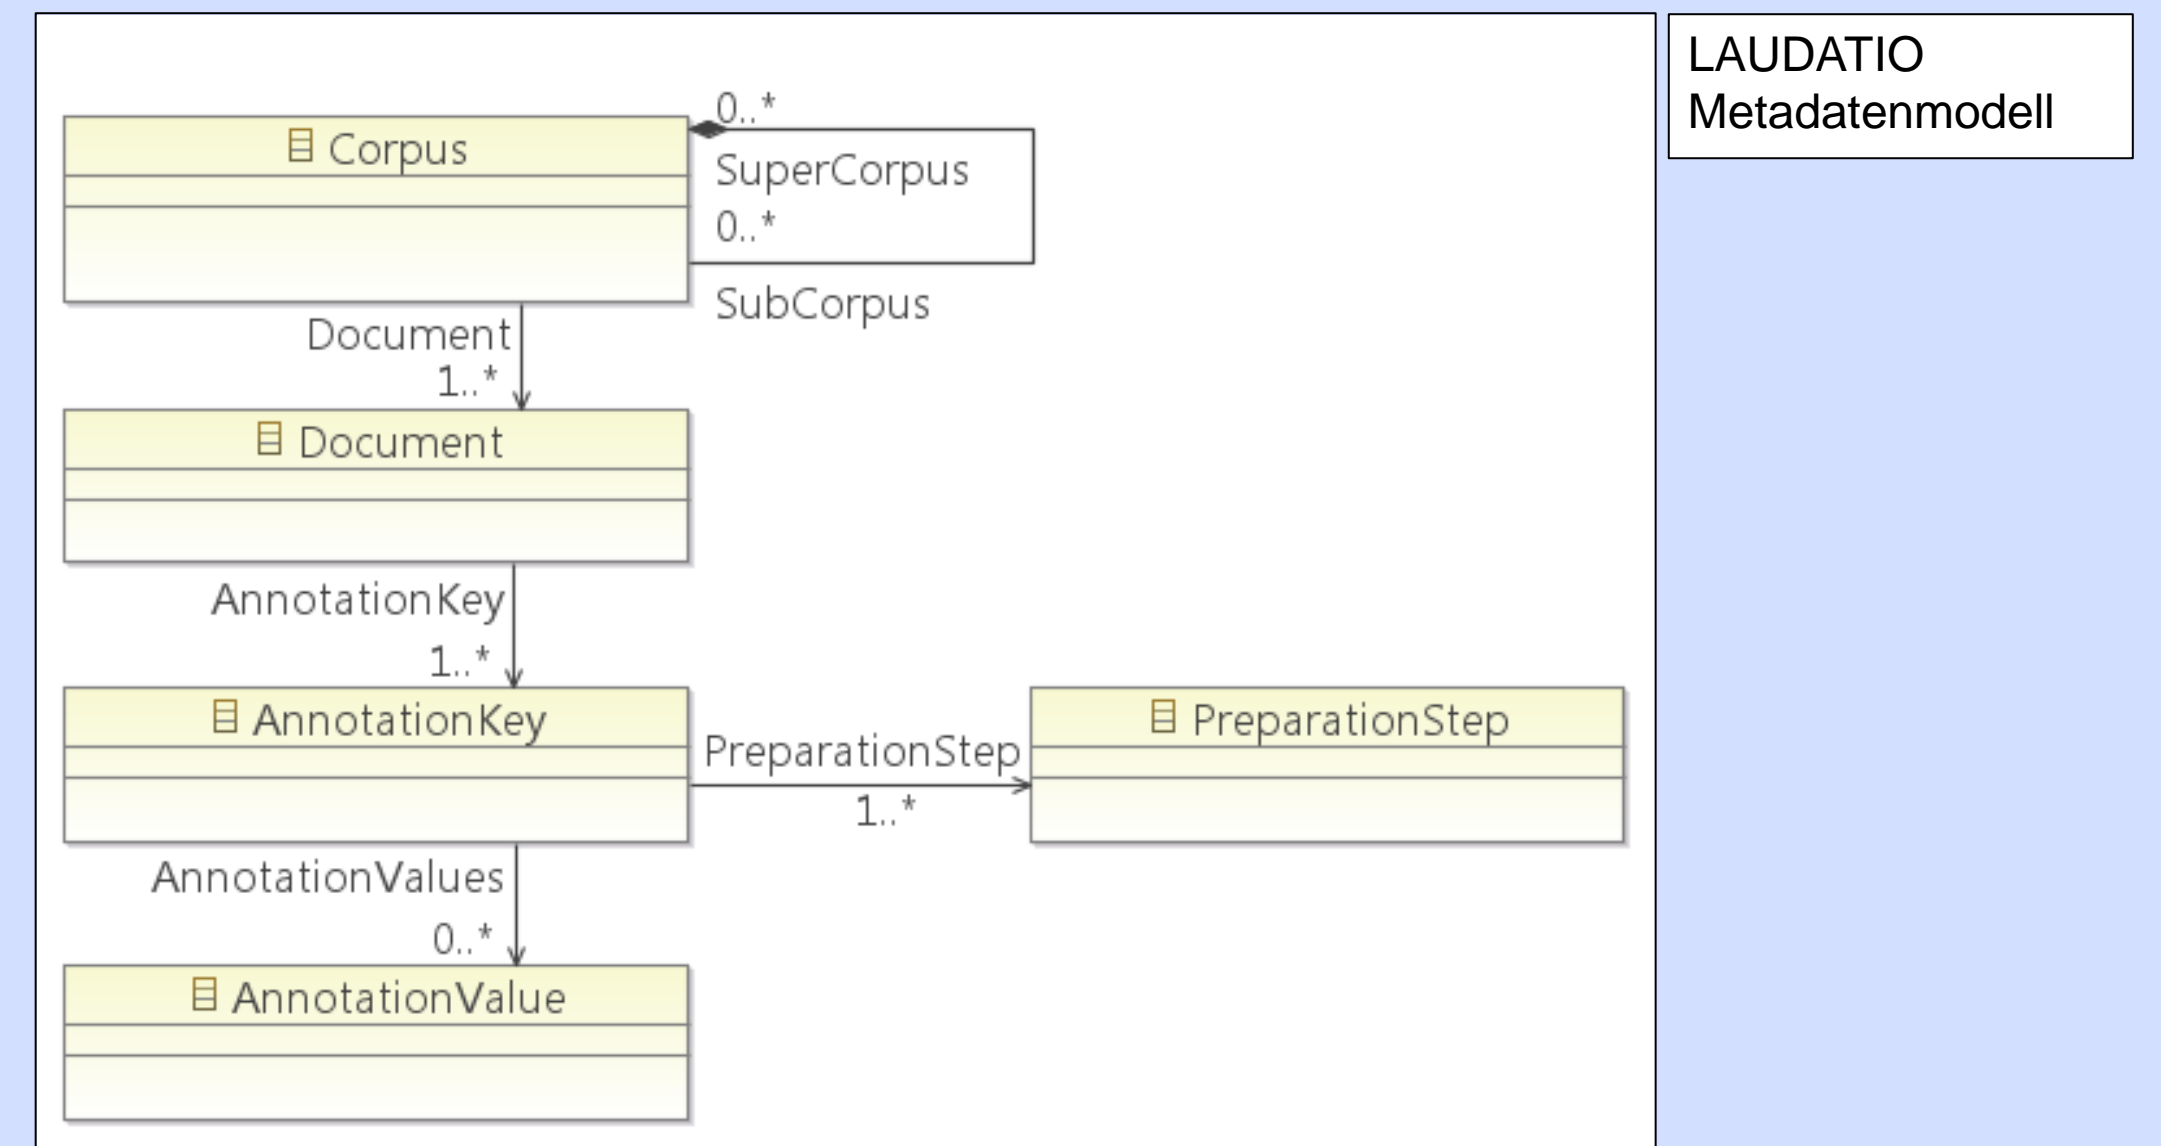 LAUDATIO
Metadatenmodell
Corpus
0..*
SuperCorpus
0..*
SubCorpus
Document
1..*
Document
AnnotationKey
1..*
AnnotationKey
PreparationStep
1..*
PreparationStep
AnnotationValues
0..*
AnnotationValue